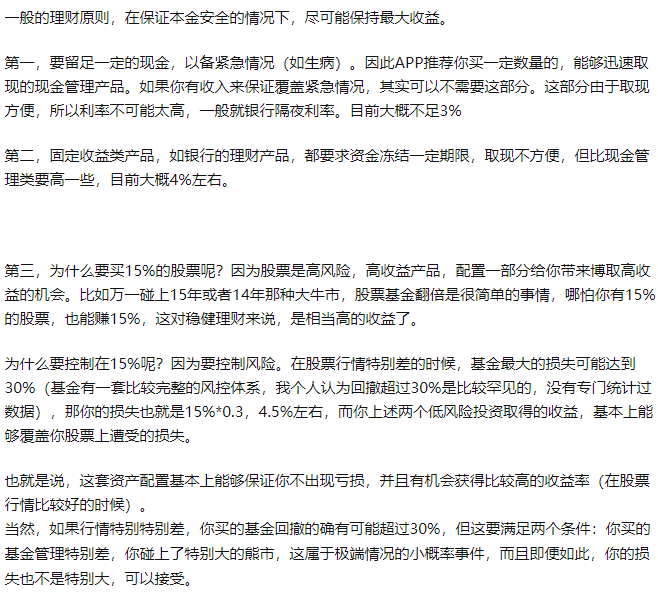 一般的理财原则，在保证本金安全的情况下，尽可能保持最大收益。
第一，要留足一定的现金，以备紧急情况（如生病）。因此APP推荐你买一定数量的，能够迅速取
现的现金管理产品。如果你有收入来保证覆盖紧急情况，其实可以不需要这部分。这部分由于取现
方便，所以利率不可能太高，一般就银行隔夜利率。目前大概不足3%
第二，固定收益类产品，如银行的理财产品，都要求资金冻结一定期限，取现不方便，但比现金管
理类要高一些，目前大概4%左右。
第三，为什么要买15%的股票呢？因为股票是高风险，高收益产品，配置一部分给你带来博取高收
益的机会。比如万一碰上15年或者14年那种大牛市，股票基金翻倍是很简单的事情，哪怕你有15%
的股票，也能赚15%，这对稳健理财来说，是相当高的收益了。
为什么要控制在15%呢？因为要控制风险。在股票行情特别差的时候，基金最大的损失可能达到
30%（基金有一套比较完整的风控体系，我个人认为回撤超过30%是比较罕见的，没有专门统计过
数据），那你的损失也就是15%*0.3，4.5%左右，而你上述两个低风险投资取得的收益，基本上能
够覆盖你股票上遭受的损失。
也就是说，这套资产配置基本上能够保证你不出现亏损，并且有机会获得比较高的收益率（在股票
行情比较好的时候）。
当然，如果行情特别特别差，你买的基金回撤的确有可能超过30%，但这要满足两个条件：你买的
基金管理特别差，你碰上了特别大的熊市，这属于极端情况的小概率事件，而且即便如此，你的损
失也不是特别大，可以接受。